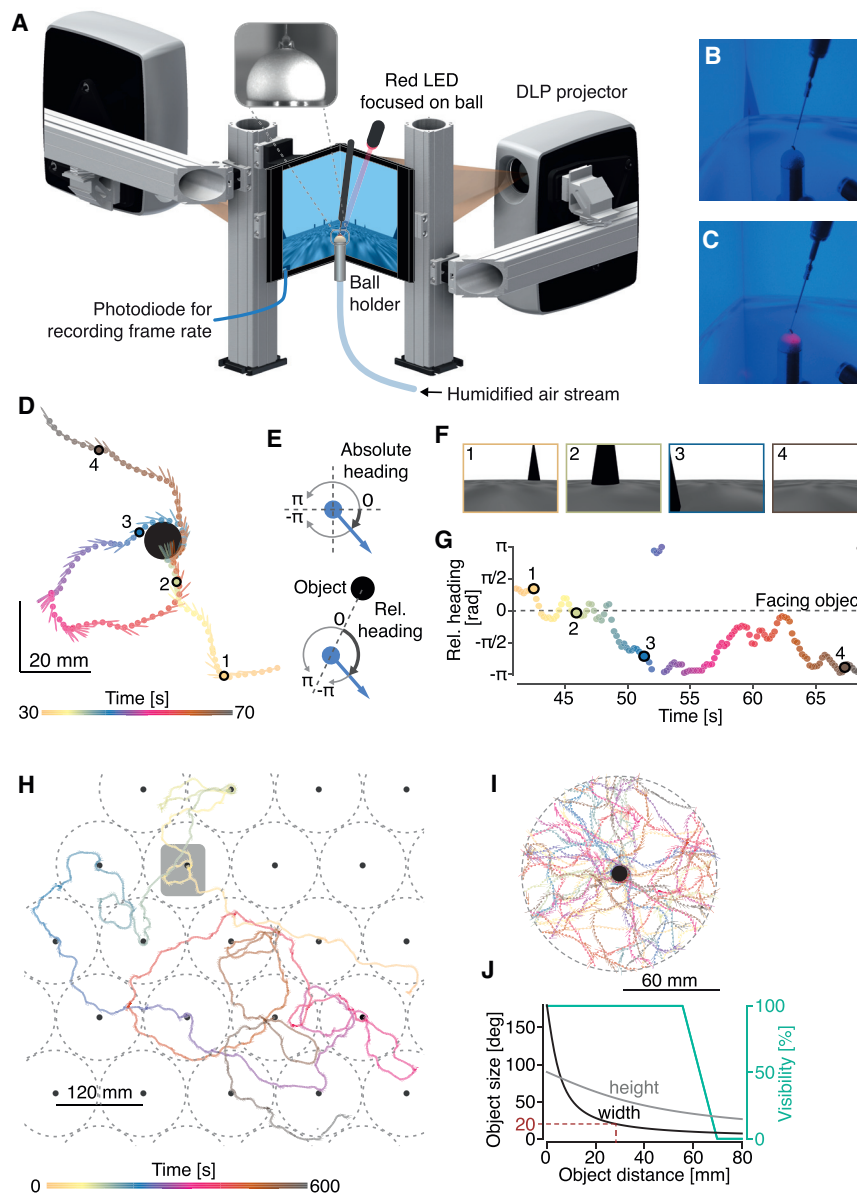 A
Red LED
focused on ball
DLP projector
B
C
Photodiode for
recording frame rate
Ball
holder
Humidified air stream
D
4
3
2
1
20 mm
Time [s]
30
70
E
Absolute
heading
π
0
-π
Object
0
Rel.
heading
π
-π
F
1
2
3
4
G
Rel. heading
[rad]
π
π/2
0
-π/2
-π
1
2
3
4
Facing objec
45
50
55
60
65
Time [s]
H
120 mm
Time [s]
0
600
I
60 mm
J
Object size [deg]
150
100
50
20
0
height
width
0
20
40
60
80
Object distance [mm]
100
50
0
Visibility [%]